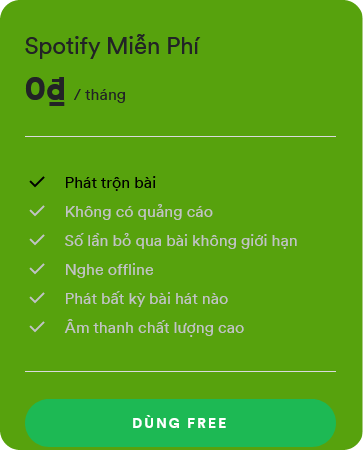 Spotify Miễn Phí
0₫ / tháng
Phát trộn bài
Không có quảng cáo
Số lần bỏ qua bài không giới hạn
Nghe offline
Phát bất kỳ bài hát nào
Âm thanh chất lượng cao
DÙNG FREE